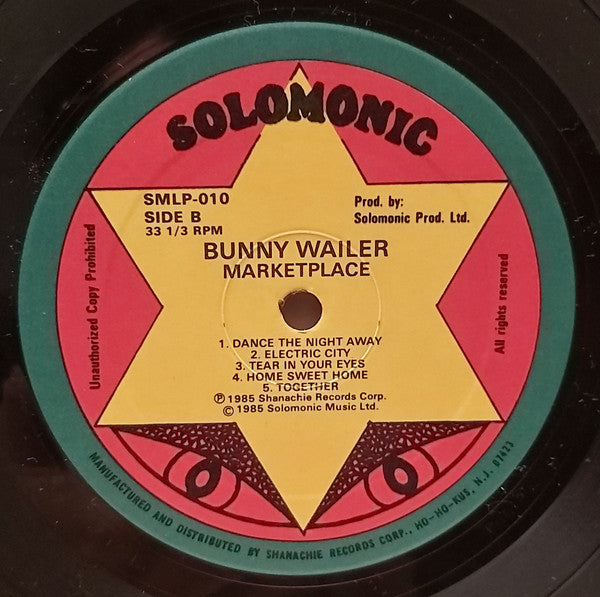 SOLOMONIC
SMLP-010
SIDE B
33 1/3 RPM
Prod. by:
Solomonic Prod. Ltd.
BUNNY WAILER
MARKETPLACE
Unauthorized Copy Prohibited
All rights reserved
1. DANCE THE NIGHT AWAY
2. ELECTRIC CITY
3. TEAR IN YOUR EYES
4. HOME SWEET HOME
5. TOGETHER
℗ 1985 Shanachie Records Corp.
© 1985 Solomonic Music Ltd.
MANUFACTURED AND DISTRIBUTED BY SHANACHIE RECORDS CORP., HO-HO-KUS, N.J. 07423